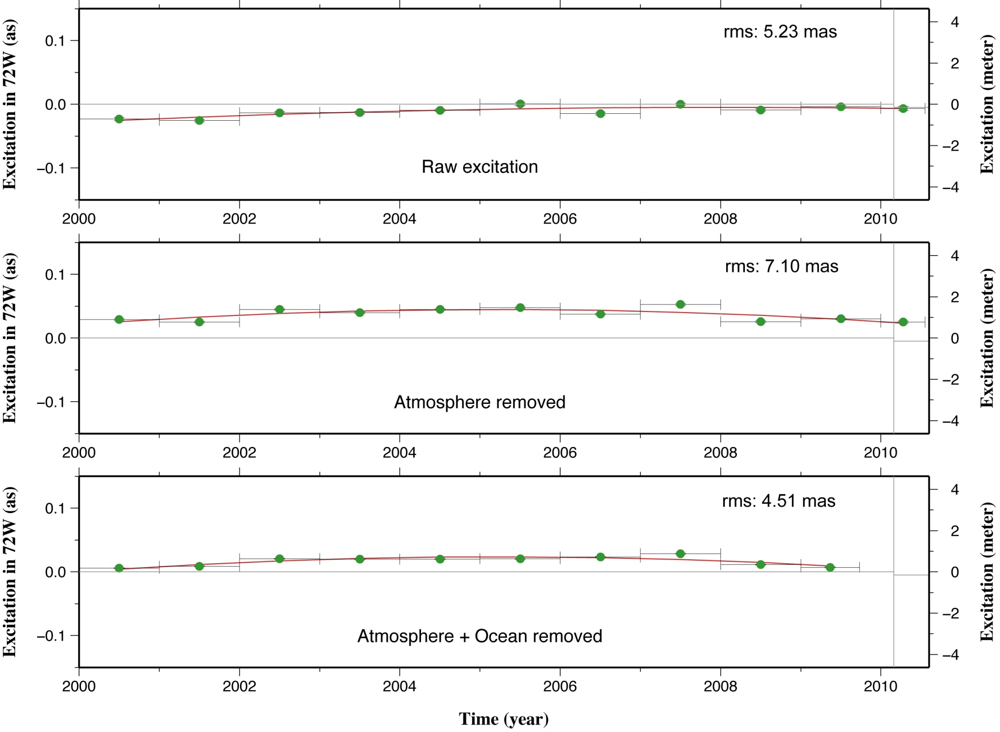 Excitation in 72W (as)
0.1
0.0
−0.1
rms: 5.23 mas
Raw excitation
4
2
0
−2
−4
Excitation (meter)
2000 2002 2004 2006 2008 2010
Excitation in 72W (as)
0.1
0.0
−0.1
rms: 7.10 mas
Atmosphere removed
4
2
0
−2
−4
Excitation (meter)
2000 2002 2004 2006 2008 2010
Excitation in 72W (as)
0.1
0.0
−0.1
rms: 4.51 mas
Atmosphere + Ocean removed
4
2
0
−2
−4
Excitation (meter)
2000 2002 2004 2006 2008 2010
Time (year)